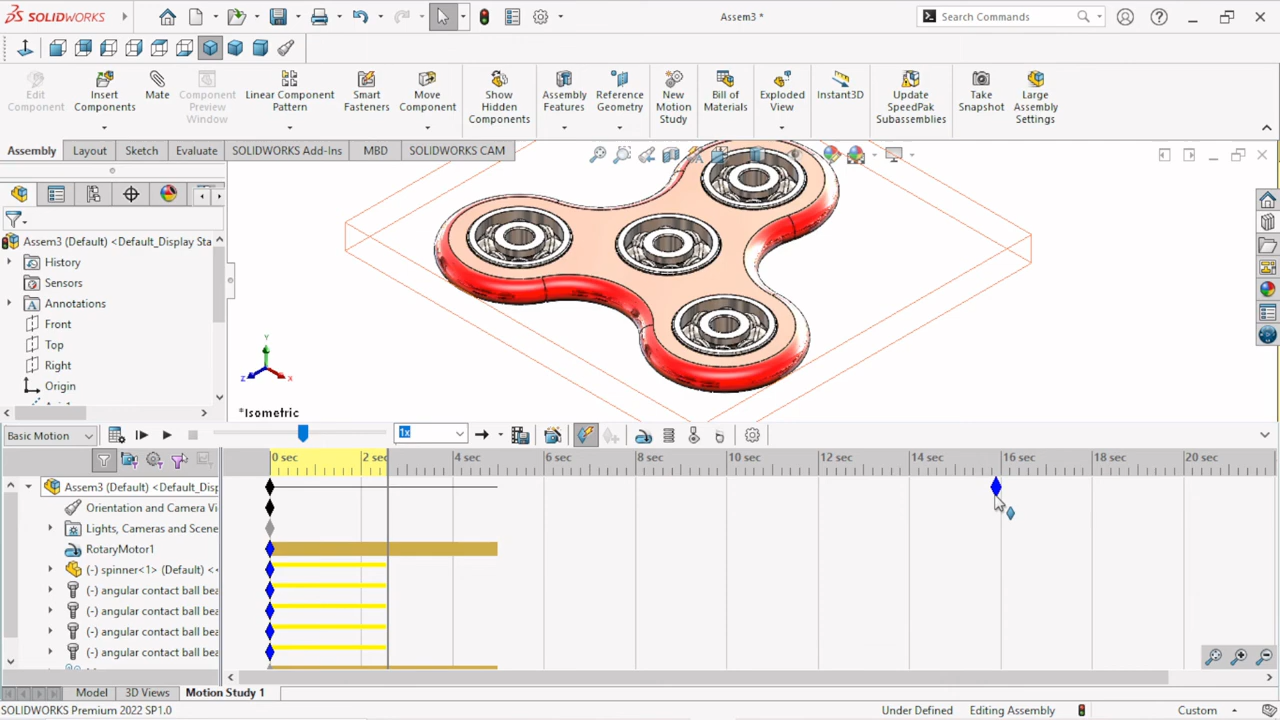 SOLIDWORKS
Assem3 *
Search Commands
Edit Component
Insert Components
Mate
Component Preview Window
Linear Component Pattern
Smart Fasteners
Move Component
Show Hidden Components
Assembly Features
Reference Geometry
New Motion Study
Bill of Materials
Exploded View
Instant3D
Update SpeedPak Subassemblies
Take Snapshot
Large Assembly Settings
Assembly Layout Sketch Evaluate SOLIDWORKS Add-Ins MBD SOLIDWORKS CAM
Assem3 (Default) <Default_Display Sta
History
Sensors
Annotations
Front
Top
Right
Origin
Y
Z X
*Isometric
Basic Motion
1x
0 sec 2 sec 4 sec 6 sec 8 sec 10 sec 12 sec 14 sec 16 sec 18 sec 20 sec
Assem3 (Default) <Default_Disp
Orientation and Camera Vi
Lights, Cameras and Scene
RotaryMotor1
(-) spinner<1> (Default) <
(-) angular contact ball bea
(-) angular contact ball bea
(-) angular contact ball bea
(-) angular contact ball bea
Model 3D Views Motion Study 1
SOLIDWORKS Premium 2022 SP1.0
Under Defined Editing Assembly Custom